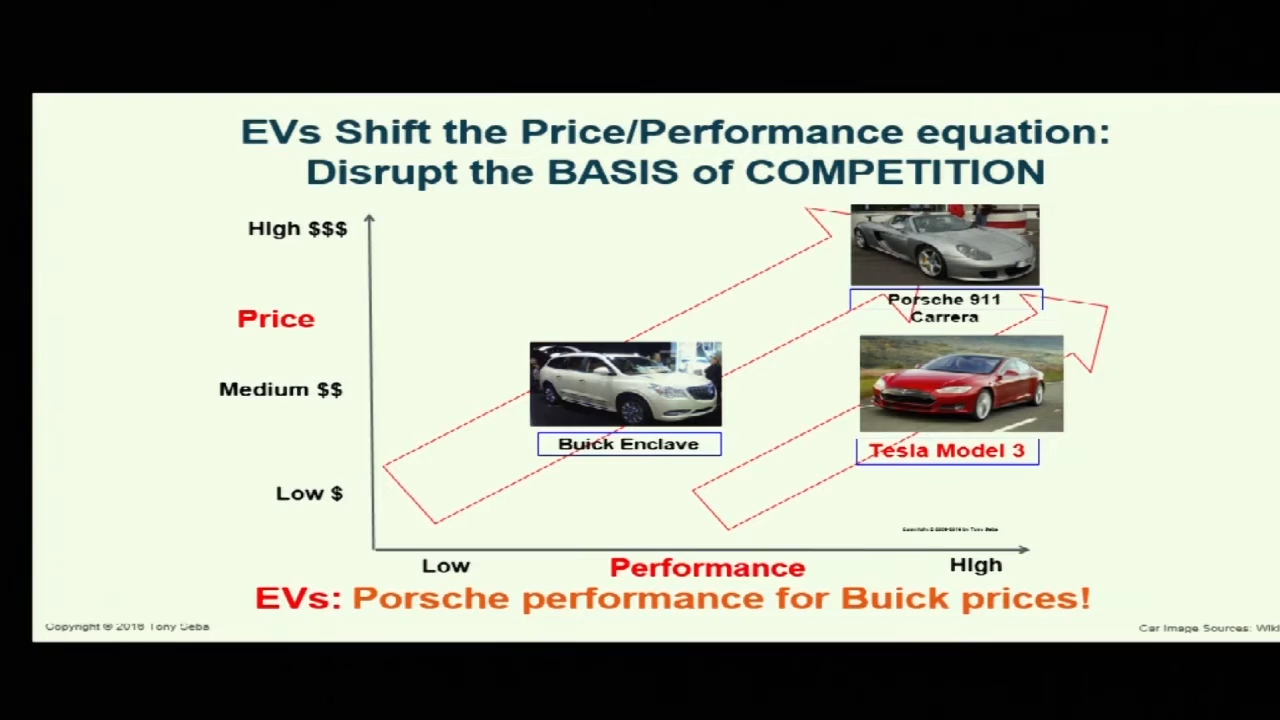 EVs Shift the Price/Performance equation:
Disrupt the BASIS of COMPETITION
HIgh $$$
Price
Medium $$
Low $
Porsche 911
Carrera
Buick Enclave
Tesla Model 3
Low
Performance
HIgh
EVs: Porsche performance for Buick prices!
Copyright © 2016 Tony Seba
Car Image Sources: Wiki